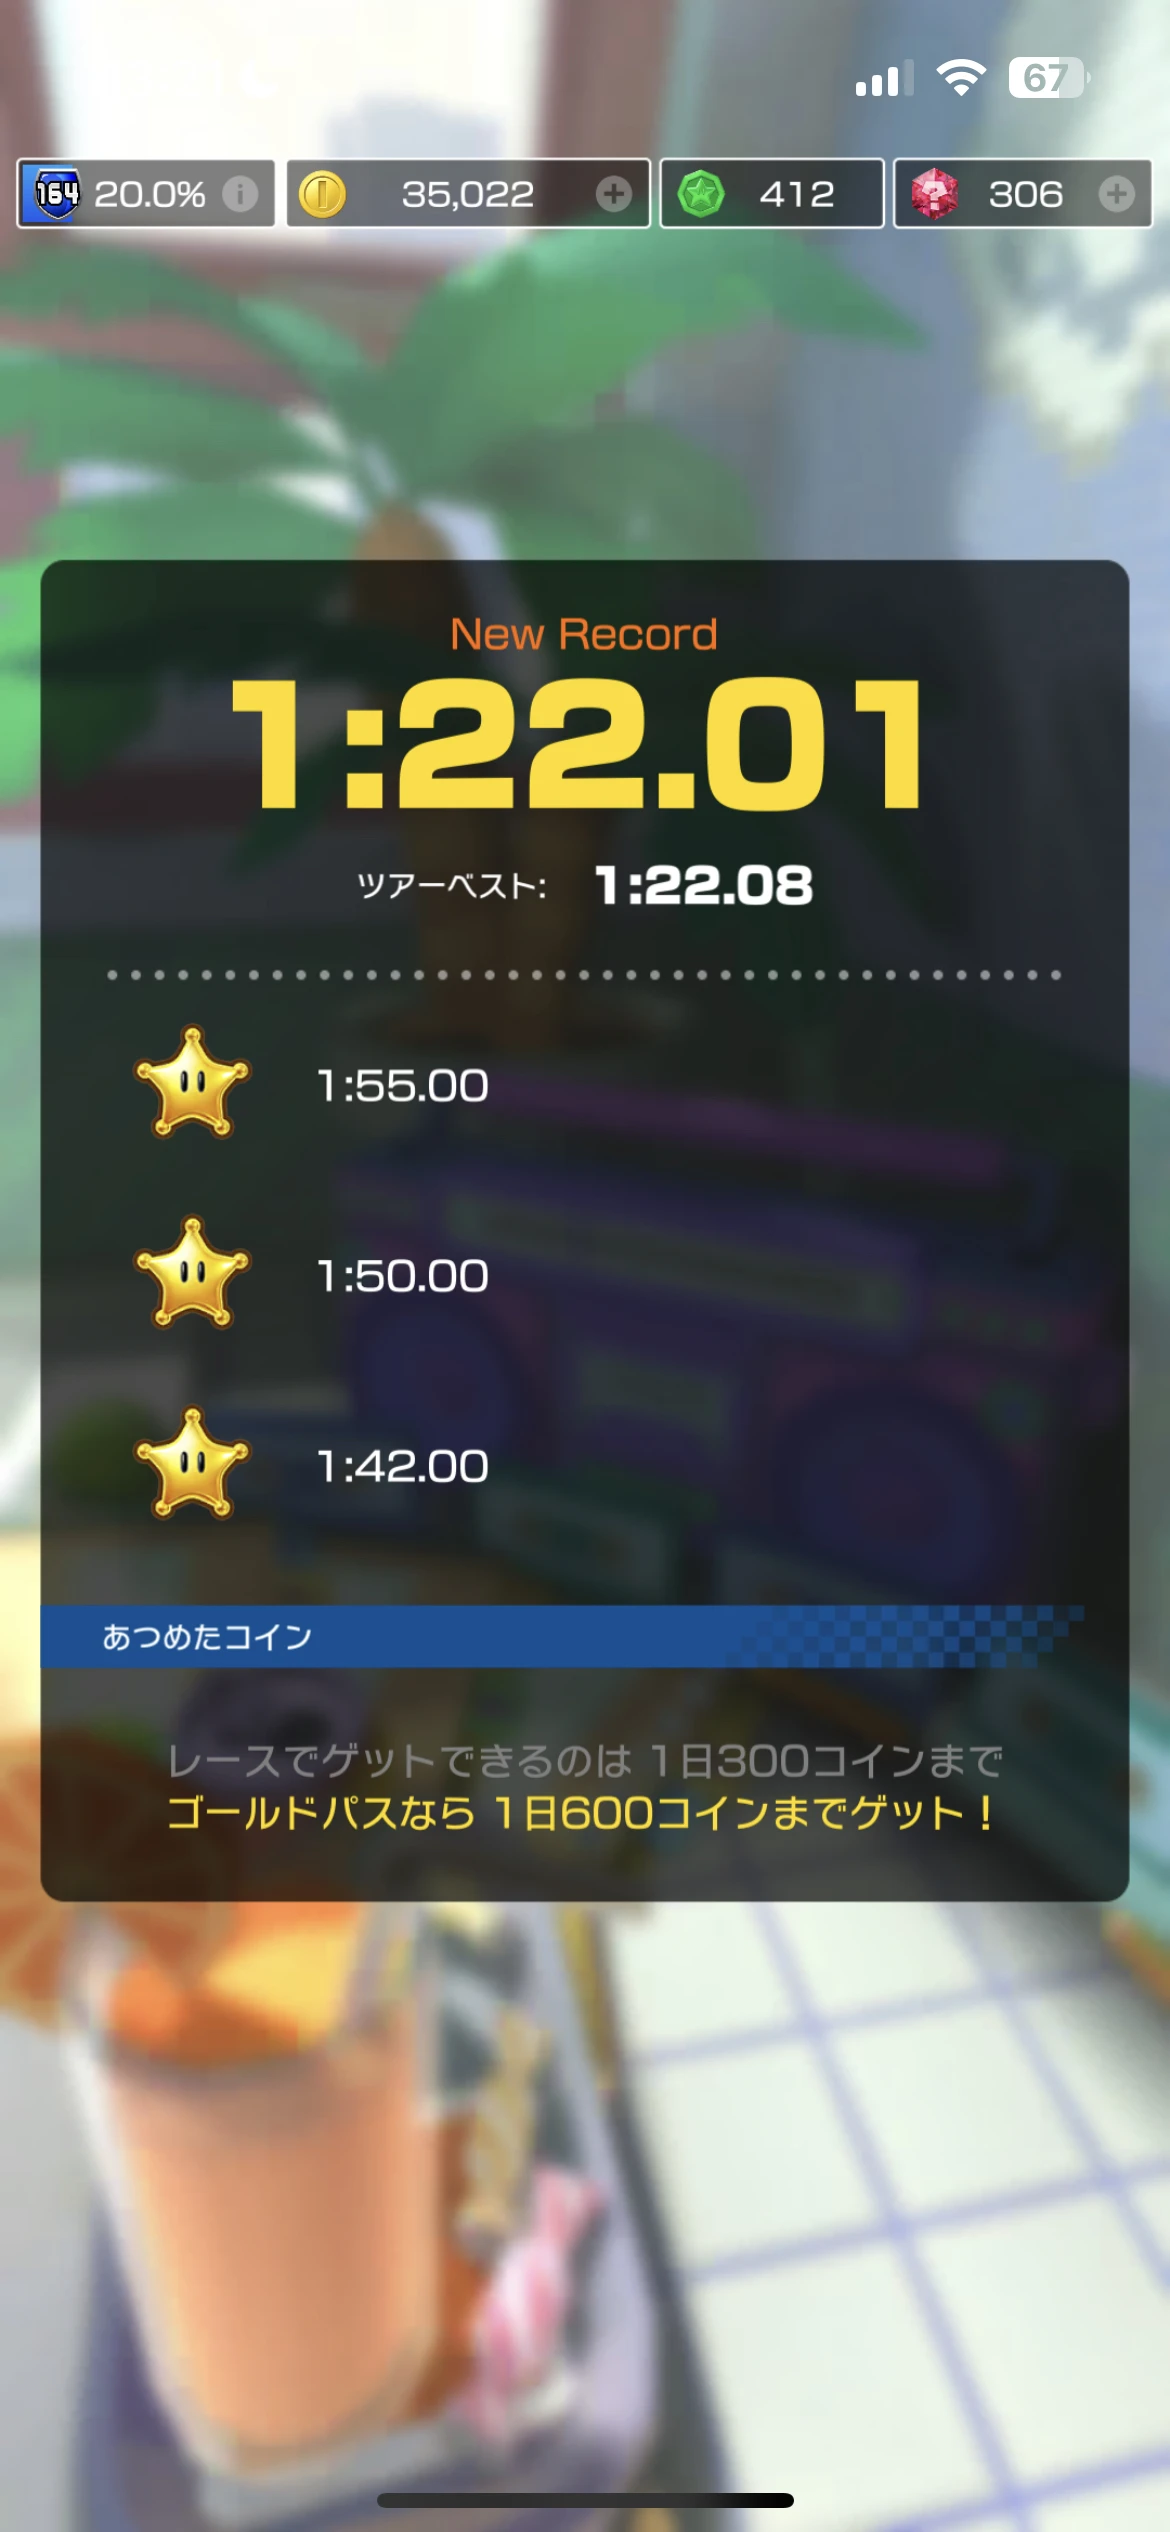 67
164 20.0% i 35,022 + 412 306 +
New Record
1:22.01
ツアーベスト: 1:22.08
1:55.00
1:50.00
1:42.00
あつめたコイン
レースでゲットできるのは 1日300コインまで
ゴールドパスなら 1日600コインまでゲット！